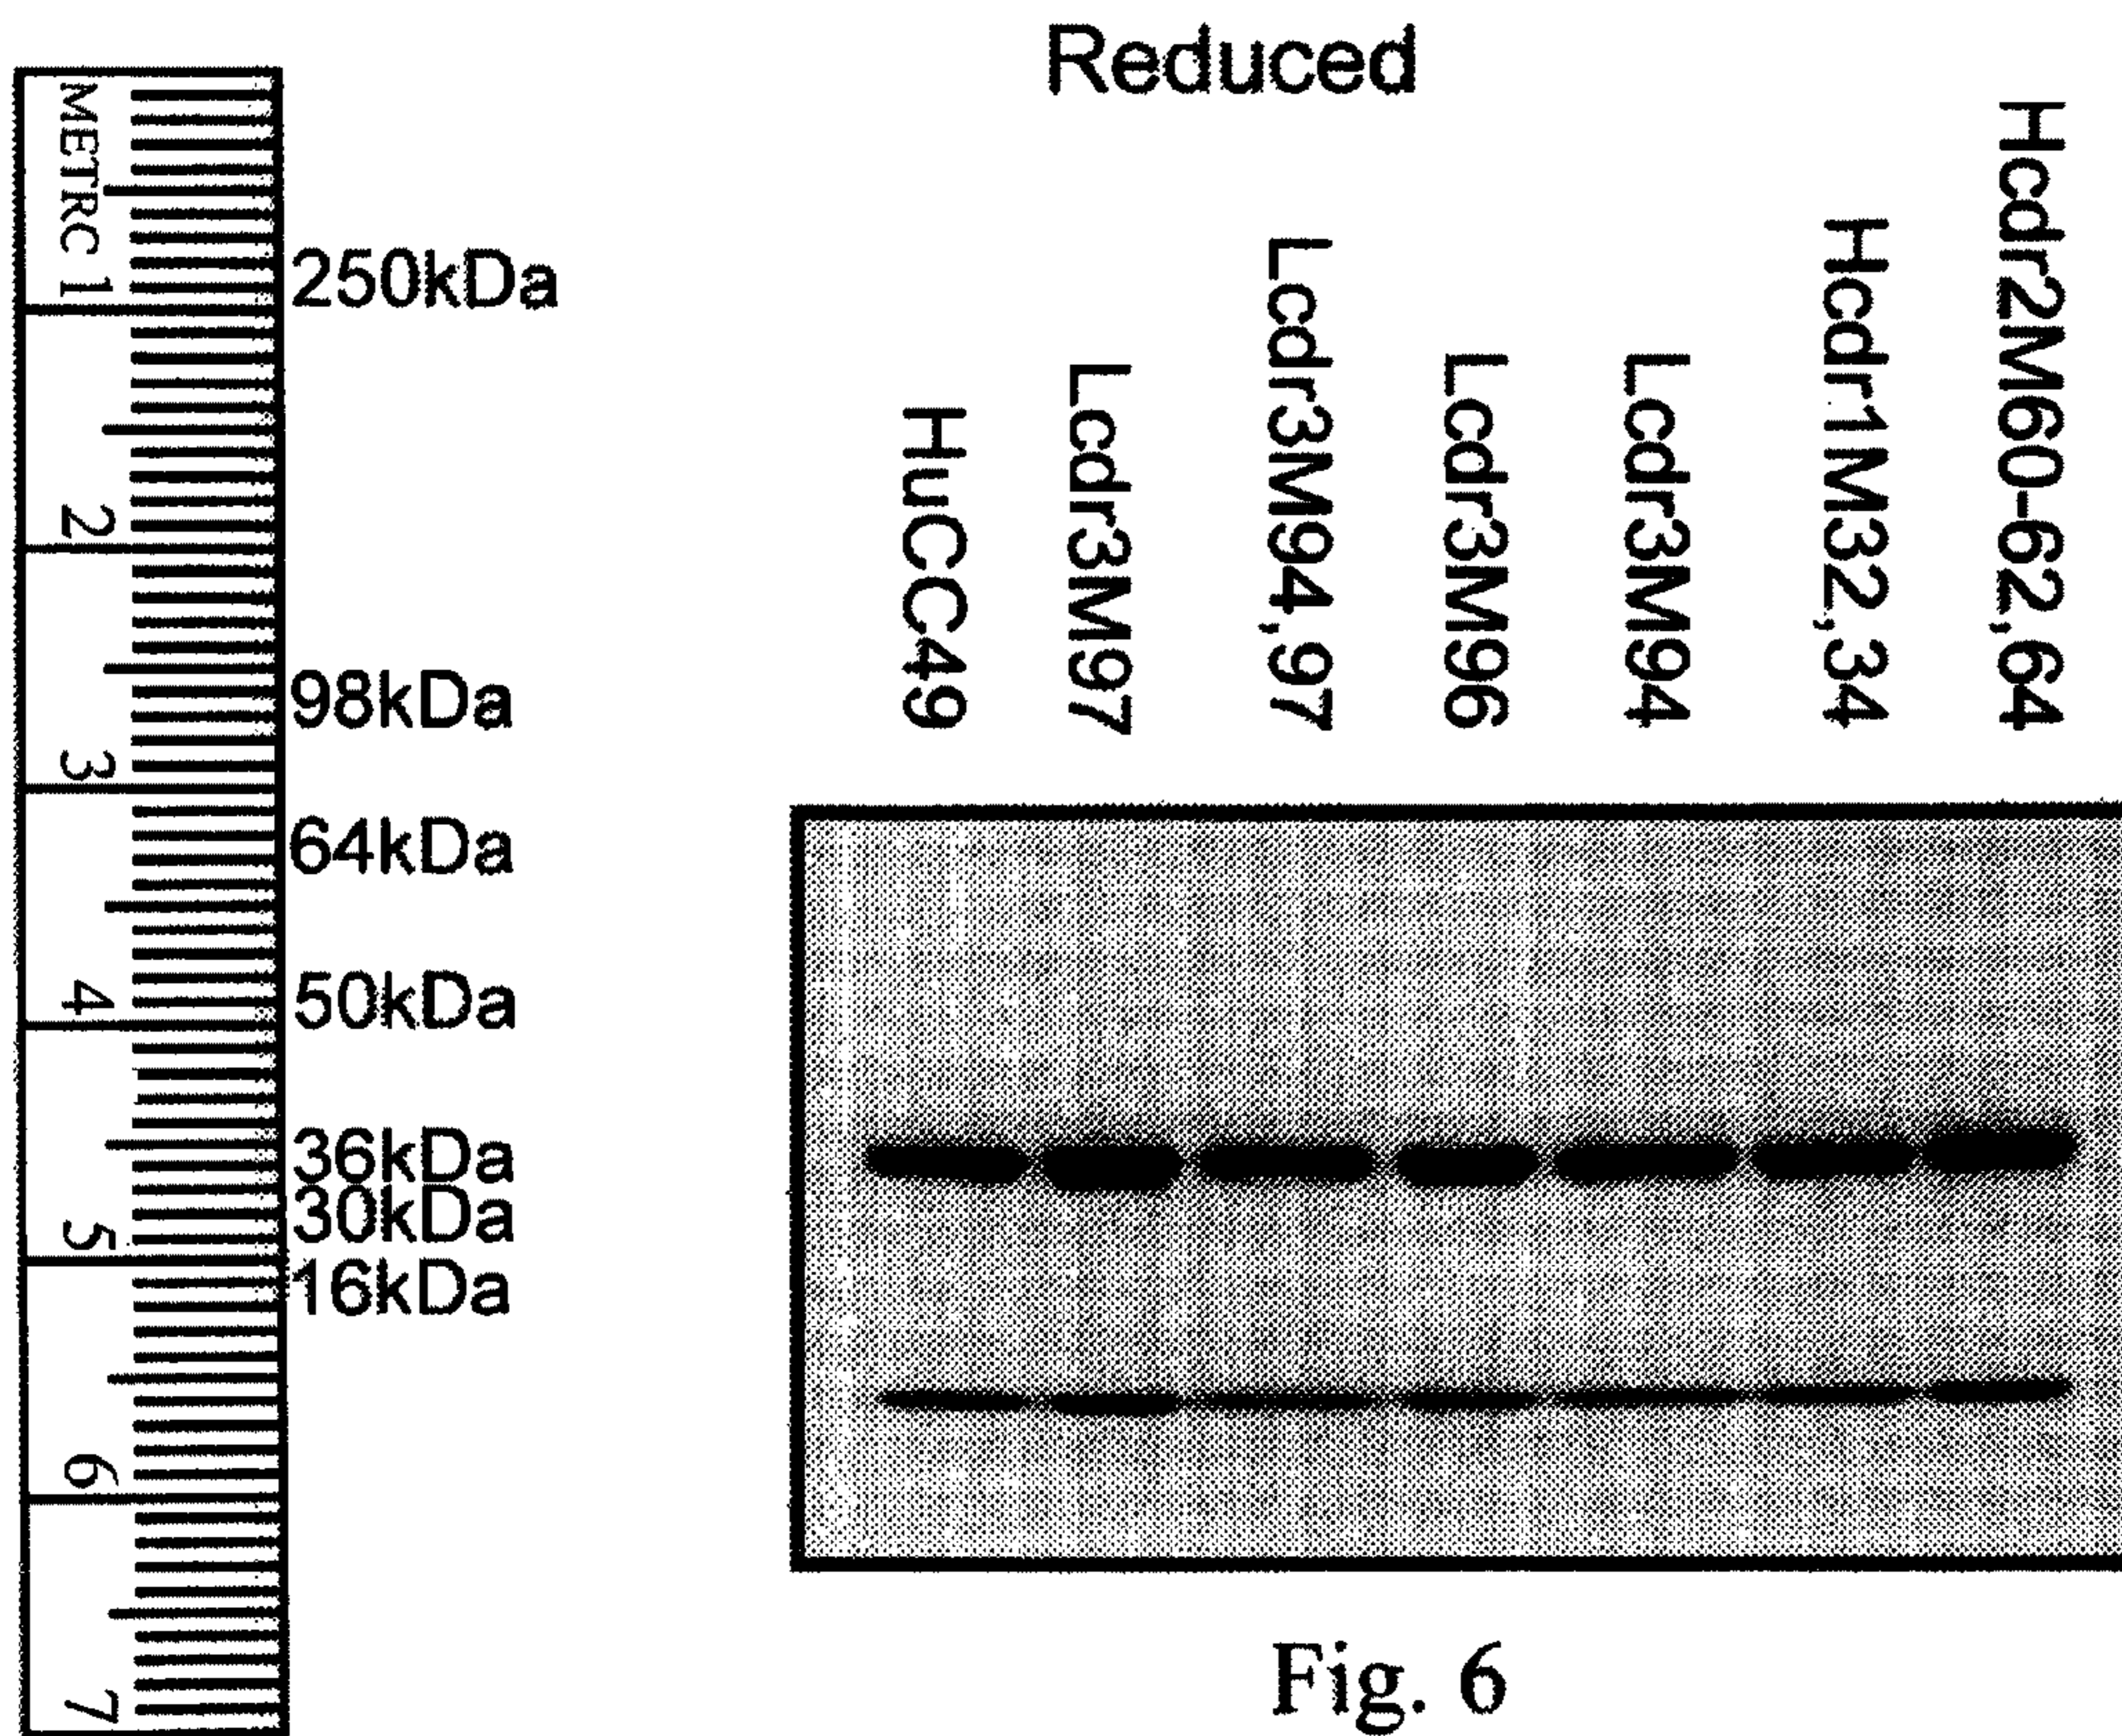 Reduced
METRC 1
2
3
4
5
6
7
250kDa
98kDa
64kDa
50kDa
36kDa
30kDa
16kDa
HuCC49
Lcdr3M97
Lcdr3M94,97
Lcdr3M96
Lcdr3M94
Hcdr1M32,34
Hcdr2M60-62,64
Fig. 6